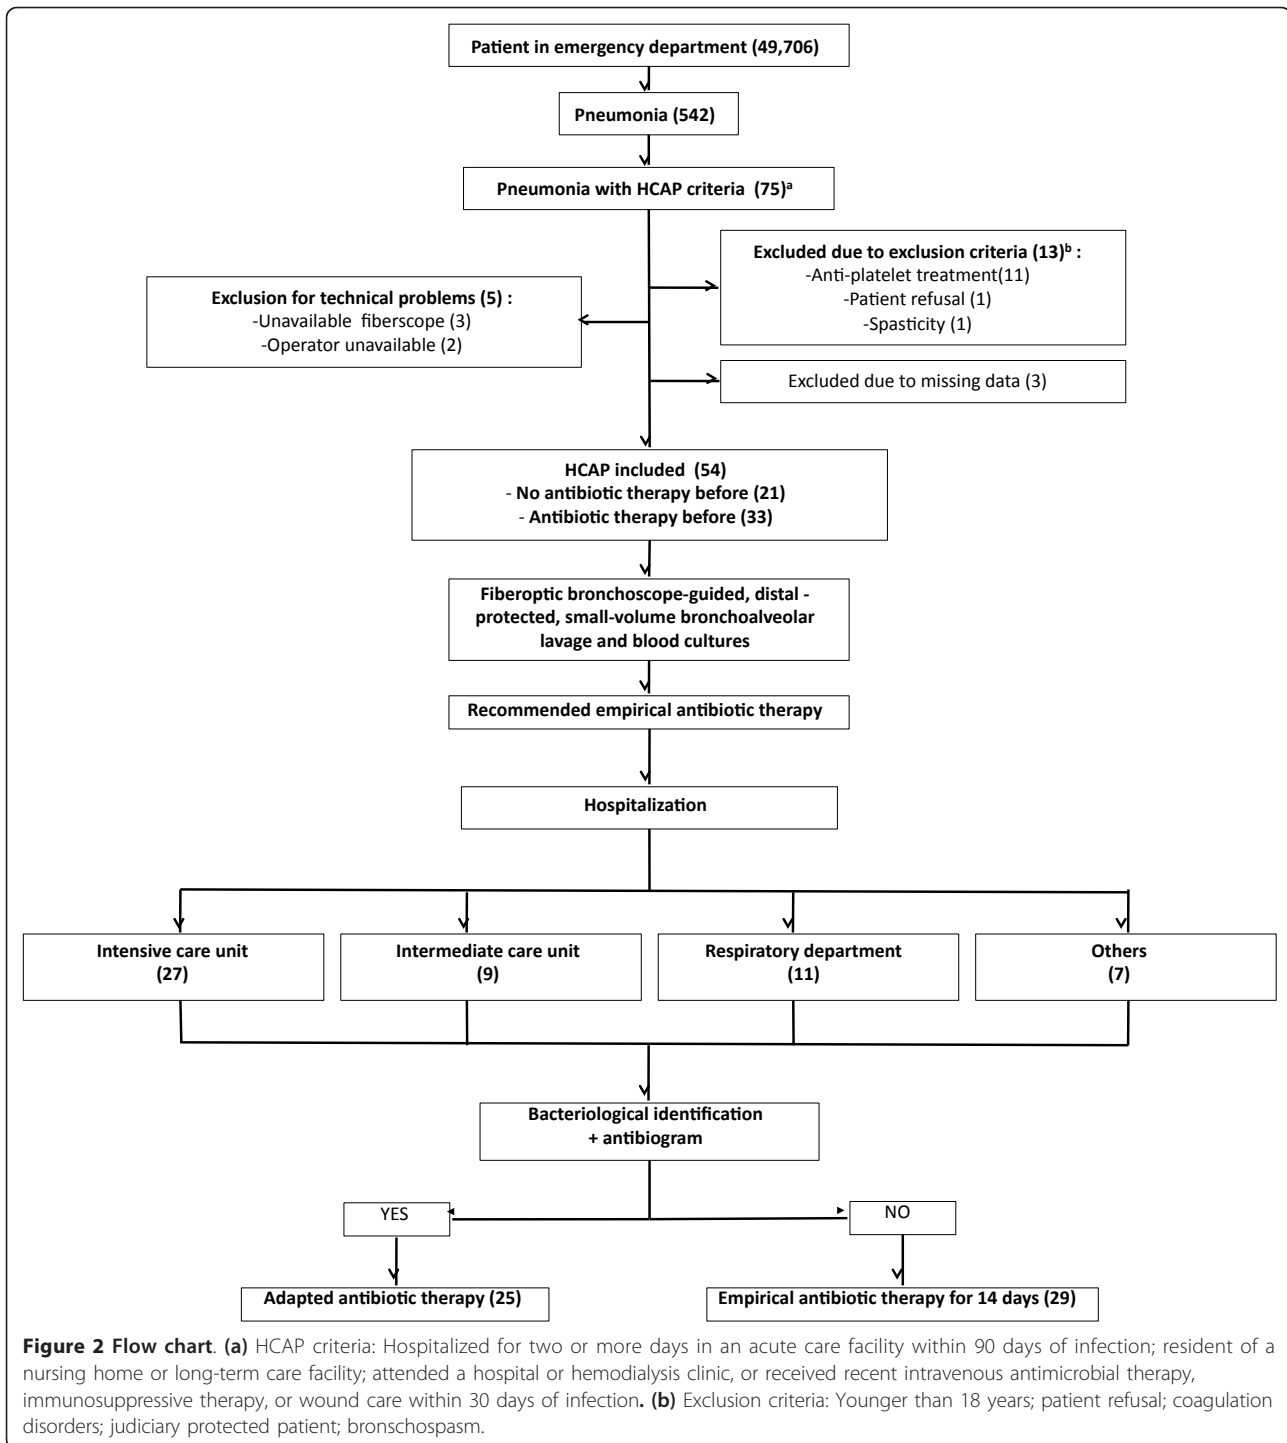 Patient in emergency department (49,706)
Pneumonia (542)
Pneumonia with HCAP criteria (75)a
Excluded due to exclusion criteria (13)b :
-Anti-platelet treatment(11)
-Patient refusal (1)
-Spasticity (1)
Exclusion for technical problems (5) :
-Unavailable fiberscope (3)
-Operator unavailable (2)
Excluded due to missing data (3)
HCAP included (54)
- No antibiotic therapy before (21)
- Antibiotic therapy before (33)
Fiberoptic bronchoscope-guided, distal -
protected, small-volume bronchoalveolar
lavage and blood cultures
Recommended empirical antibiotic therapy
Hospitalization
Intensive care unit
(27)
Intermediate care unit
(9)
Respiratory department
(11)
Others
(7)
Bacteriological identification
+ antibiogram
YES
NO
Adapted antibiotic therapy (25)
Empirical antibiotic therapy for 14 days (29)
Figure 2 Flow chart. (a) HCAP criteria: Hospitalized for two or more days in an acute care facility within 90 days of infection; resident of a
nursing home or long-term care facility; attended a hospital or hemodialysis clinic, or received recent intravenous antimicrobial therapy,
immunosuppressive therapy, or wound care within 30 days of infection. (b) Exclusion criteria: Younger than 18 years; patient refusal; coagulation
disorders; judiciary protected patient; bronschospasm.